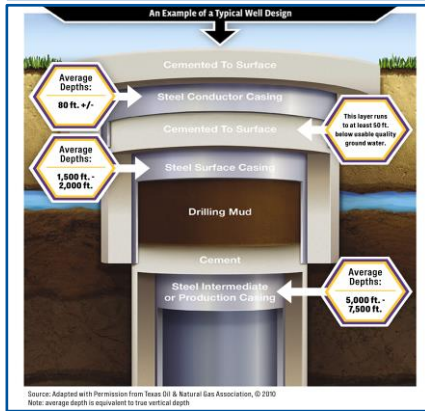 An Example of a Typical Well Design
Cemented To Surface
Average
Depths:
80 ft. +/-
Steel Conductor Casing
Cemented To Surface
This layer runs
to at least 50 ft.
below usable quality
ground water.
Average
Depths:
1,500 ft. -
2,000 ft.
Steel Surface Casing
Drilling Mud
Cement
Steel Intermediate
or Production Casing
Average
Depths:
5,000 ft. -
7,500 ft.
Source: Adapted with Permission from Texas Oil & Natural Gas Association, © 2010
Note: average depth is equivalent to true vertical depth